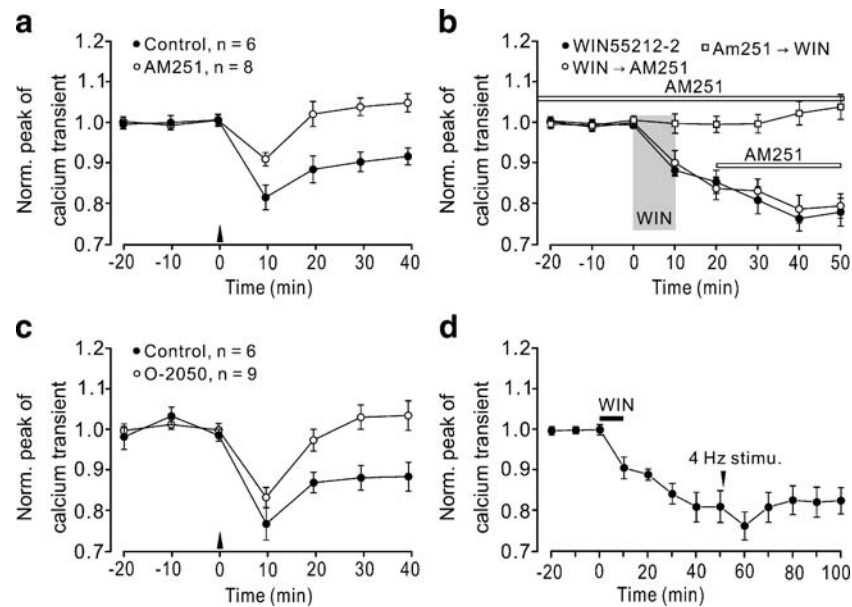 a
Control, n = 6
AM251, n = 8
Norm. peak of
calcium transient
1.2
1.1
1.0
0.9
0.8
0.7
-20 -10 0 10 20 30 40
Time (min)
b
WIN55212-2 Am251 → WIN
WIN → AM251
AM251
AM251
WIN
Norm. peak of
calcium transient
1.2
1.1
1.0
0.9
0.8
0.7
-20 -10 0 10 20 30 40 50
Time (min)
c
Control, n = 6
O-2050, n = 9
Norm. peak of
calcium transient
1.2
1.1
1.0
0.9
0.8
0.7
-20 -10 0 10 20 30 40
Time (min)
d
WIN
4 Hz stimu.
Norm. peak of
calcium transient
1.2
1.1
1.0
0.9
0.8
0.7
-20 0 20 40 60 80 100
Time (min)